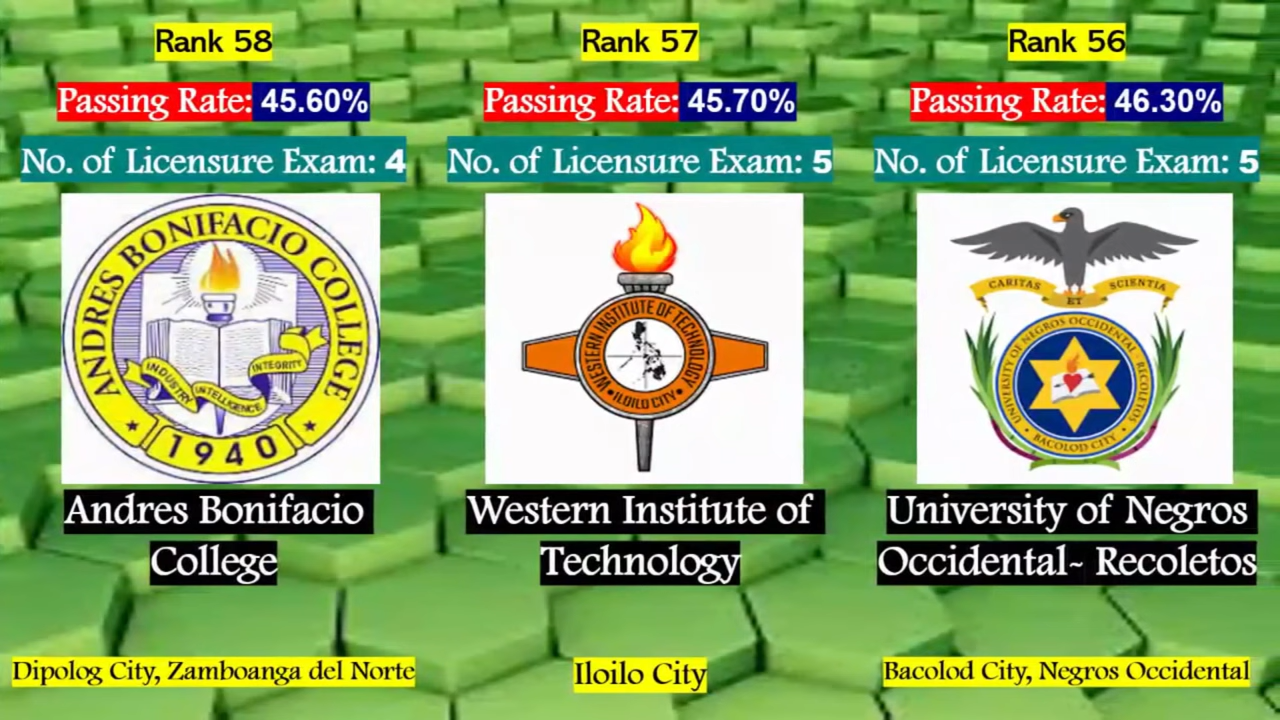 Rank 58
Passing Rate: 45.60%
No. of Licensure Exam: 4
ANDRES BONIFACIO COLLEGE
INDUSTRY
INTELLIGENCE
INTEGRITY
1940
Andres Bonifacio
College
Dipolog City, Zamboanga del Norte
Rank 57
Passing Rate: 45.70%
No. of Licensure Exam: 5
WESTERN INSTITUTE OF TECHNOLOGY
ILOILO CITY
Western Institute of
Technology
Iloilo City
Rank 56
Passing Rate: 46.30%
No. of Licensure Exam: 5
CARITAS
ET
SCIENTIA
UNIVERSITY OF NEGROS OCCIDENTAL - RECOLETOS
BACOLOD CITY
University of Negros
Occidental- Recoletos
Bacolod City, Negros Occidental